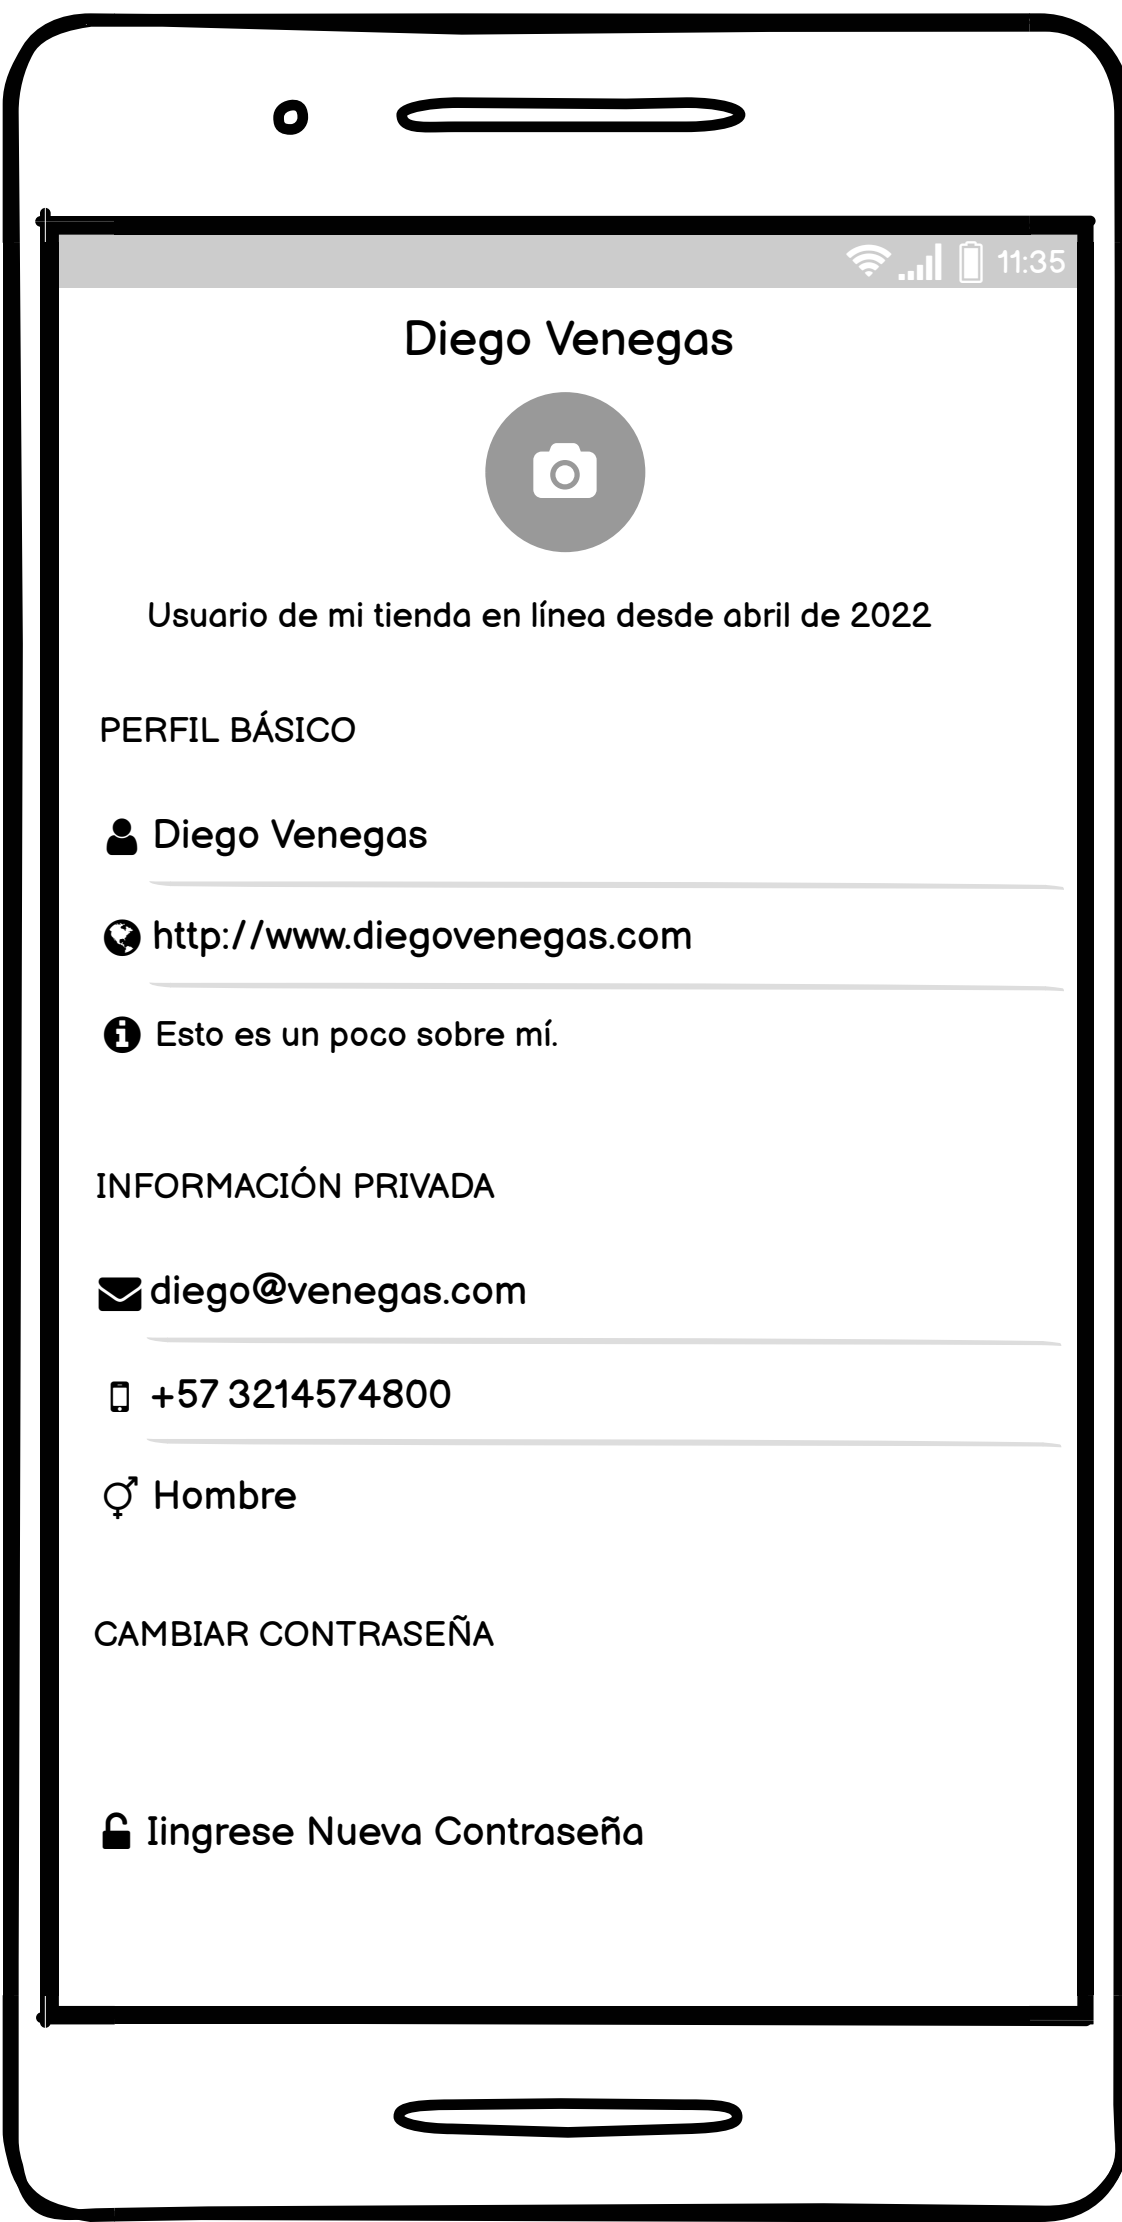 11:35
Diego Venegas
Usuario de mi tienda en línea desde abril de 2022
PERFIL BÁSICO
Diego Venegas
http://www.diegovenegas.com
Esto es un poco sobre mí.
INFORMACIÓN PRIVADA
diego@venegas.com
+57 3214574800
Hombre
CAMBIAR CONTRASEÑA
Iingrese Nueva Contraseña